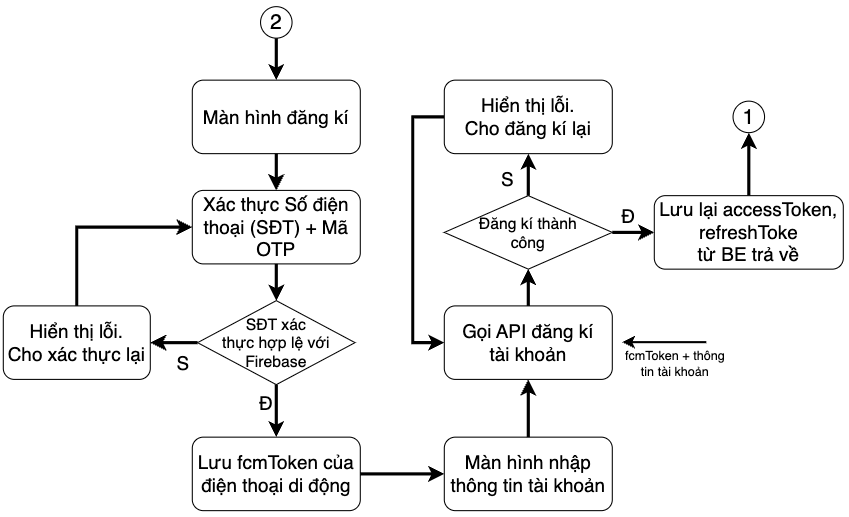 2
Màn hình đăng kí
Xác thực Số điện
thoại (SĐT) + Mã
OTP
SĐT xác
thực hợp lệ với
Firebase
S
Hiển thị lỗi.
Cho xác thực lại
Đ
Lưu fcmToken của
điện thoại di động
Màn hình nhập
thông tin tài khoản
Gọi API đăng kí
tài khoản
fcmToken + thông
tin tài khoản
Đăng kí thành
công
S
Hiển thị lỗi.
Cho đăng kí lại
Đ
Lưu lại accessToken,
refreshToke
từ BE trả về
1